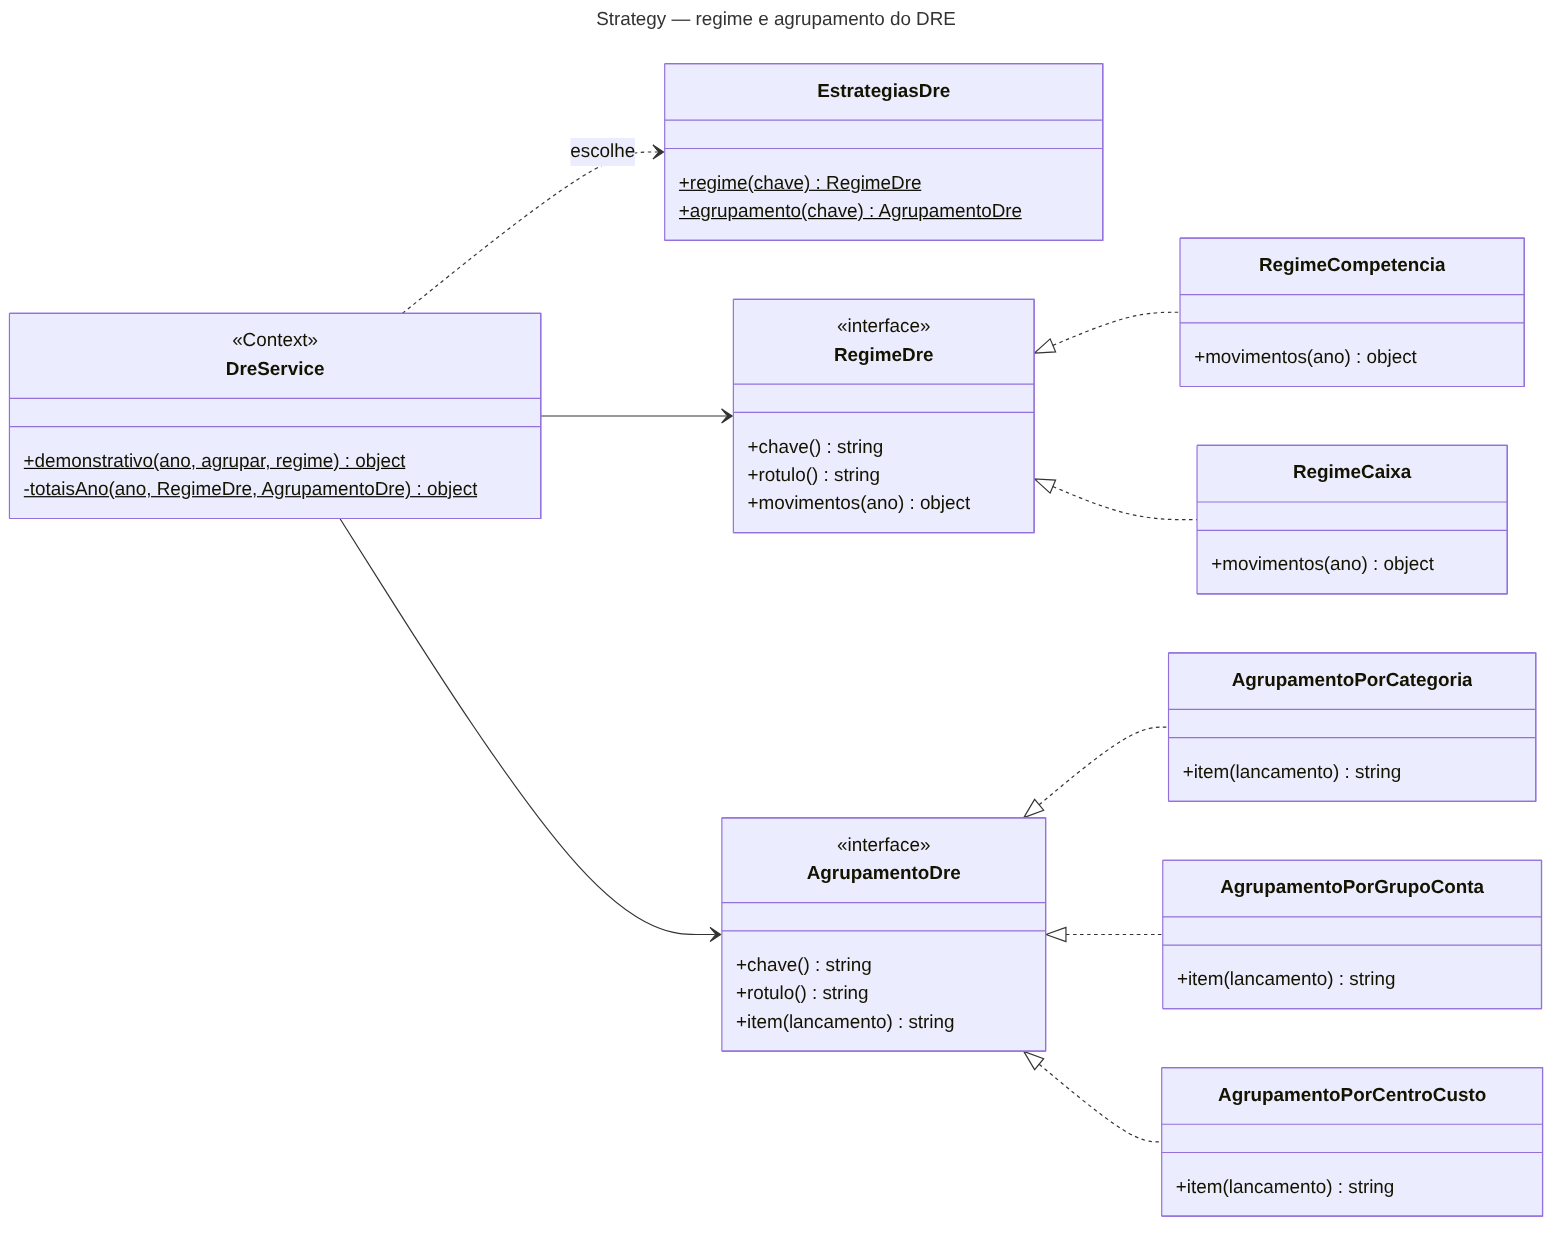 Strategy — regime e agrupamento do DRE
EstrategiasDre
+regime(chave) : RegimeDre
+agrupamento(chave) : AgrupamentoDre
escolhe
«Context»
DreService
+demonstrativo(ano, agrupar, regime) : object
-totaisAno(ano, RegimeDre, AgrupamentoDre) : object
«interface»
RegimeDre
+chave() : string
+rotulo() : string
+movimentos(ano) : object
RegimeCompetencia
+movimentos(ano) : object
RegimeCaixa
+movimentos(ano) : object
«interface»
AgrupamentoDre
+chave() : string
+rotulo() : string
+item(lancamento) : string
AgrupamentoPorCategoria
+item(lancamento) : string
AgrupamentoPorGrupoConta
+item(lancamento) : string
AgrupamentoPorCentroCusto
+item(lancamento) : string